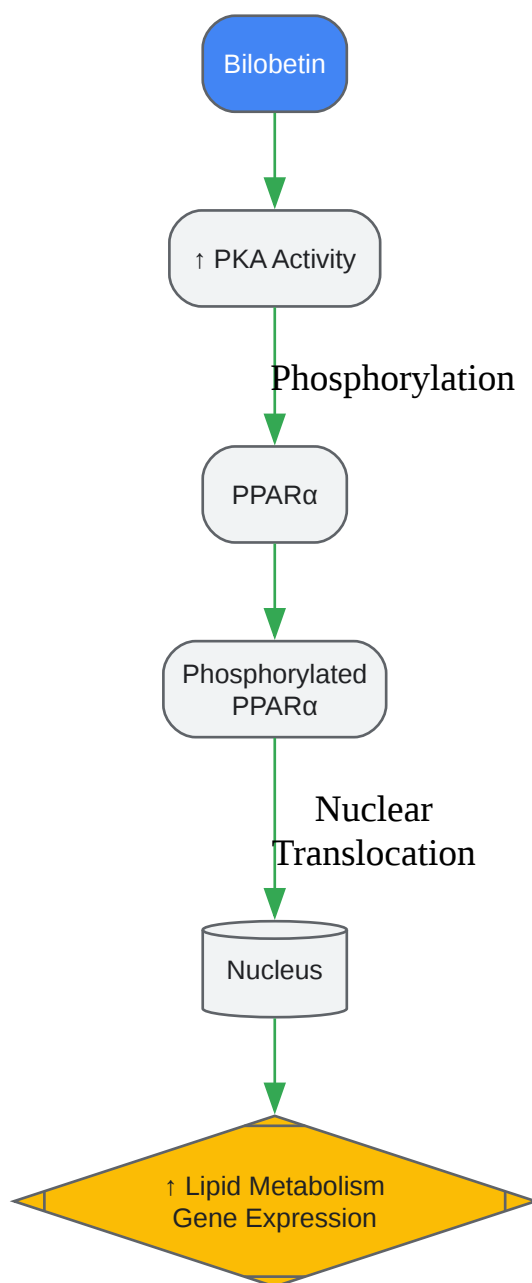 Bilobetin
↑ PKA Activity
Phosphorylation
PPARα
Phosphorylated
PPARα
Nuclear
Translocation
Nucleus
↑ Lipid Metabolism
Gene Expression